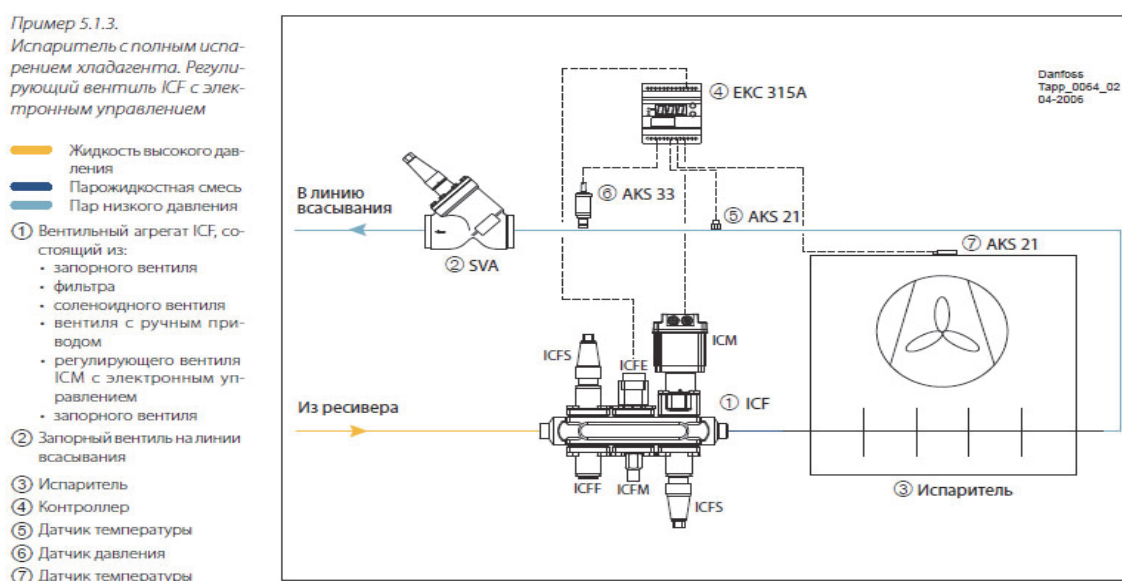 Пример 5.1.3.
Испаритель с полным испа-
рением хладагента. Регули-
рующий вентиль ICF с элек-
тронным управлением
Жидкость высокого дав-
ления
Парожидкостная смесь
Пар низкого давления
① Вентильный агрегат ICF, со-
стоящий из:
• запорного вентиля
• фильтра
• соленоидного вентиля
• вентиля с ручным при-
водом
• регулирующего вентиля
ICM с электронным уп-
равлением
• запорного вентиля
② Запорный вентиль на линии
всасывания
③ Испаритель
④ Контроллер
⑤ Датчик температуры
⑥ Датчик давления
⑦ Датчик температуры
Danfoss
Tapp_0064_02
04-2006
④ EKC 315A
В линию
всасывания
⑥ AKS 33
⑤ AKS 21
⑦ AKS 21
② SVA
ICFS
ICFE
ICM
Из ресивера
① ICF
ICFF
ICFM
ICFS
③ Испаритель